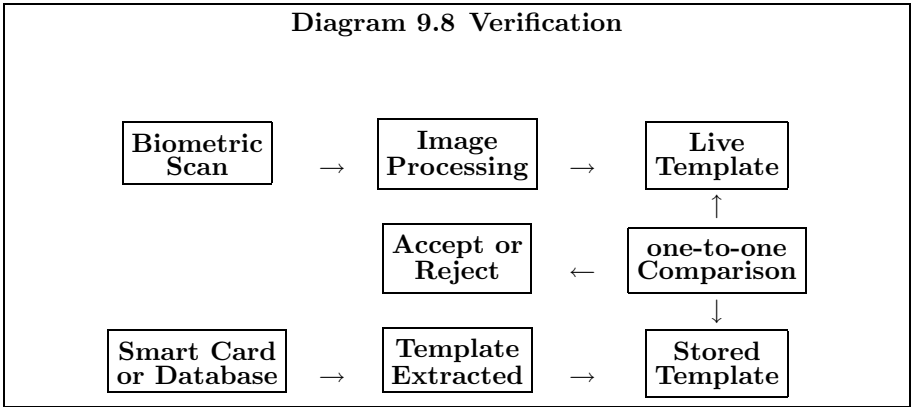 Diagram 9.8 Verification
Biometric
Scan
→
Image
Processing
→
Live
Template
↑
Accept or
Reject
←
one-to-one
Comparison
↓
Smart Card
or Database
→
Template
Extracted
→
Stored
Template